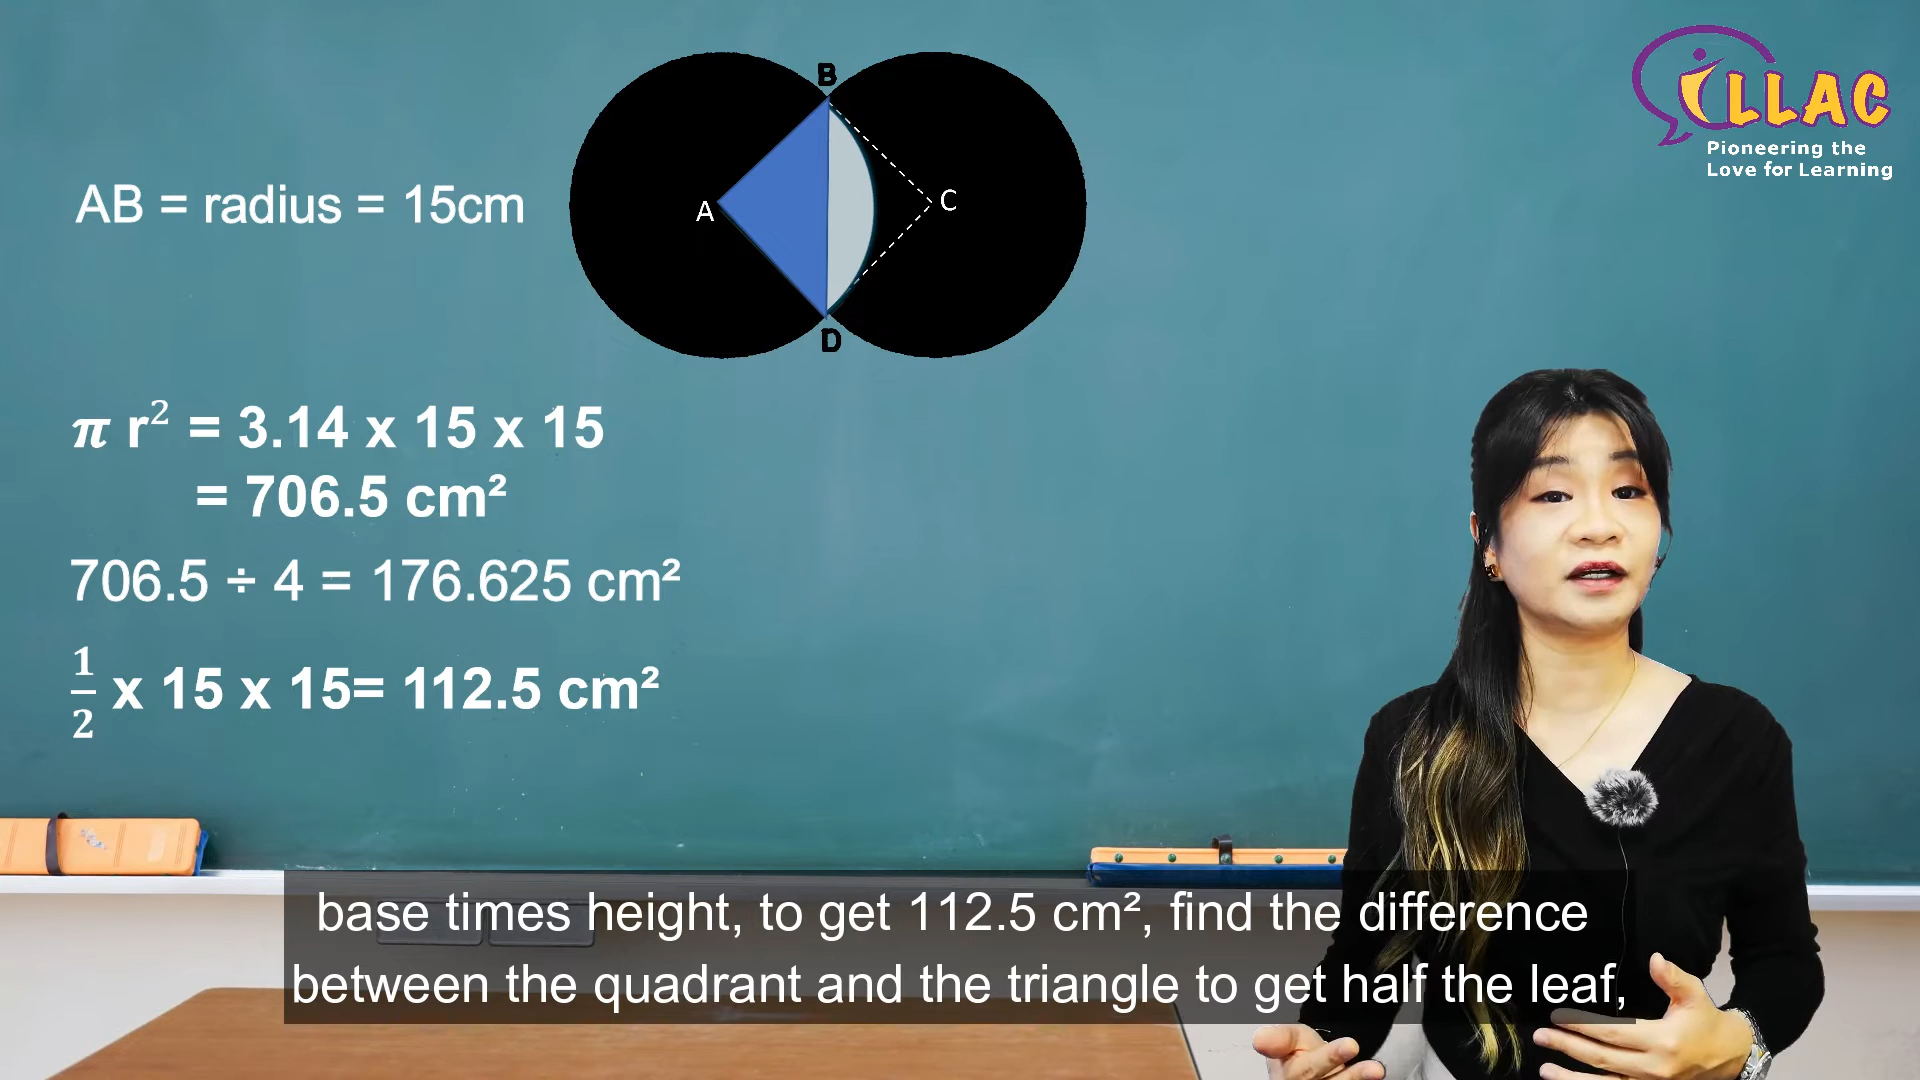 B
iLLAC
Pioneering the
Love for Learning
AB = radius = 15cm
A
C
D
π r² = 3.14 x 15 x 15
= 706.5 cm²
706.5 ÷ 4 = 176.625 cm²
½ x 15 x 15= 112.5 cm²
base times height, to get 112.5 cm², find the difference
between the quadrant and the triangle to get half the leaf,